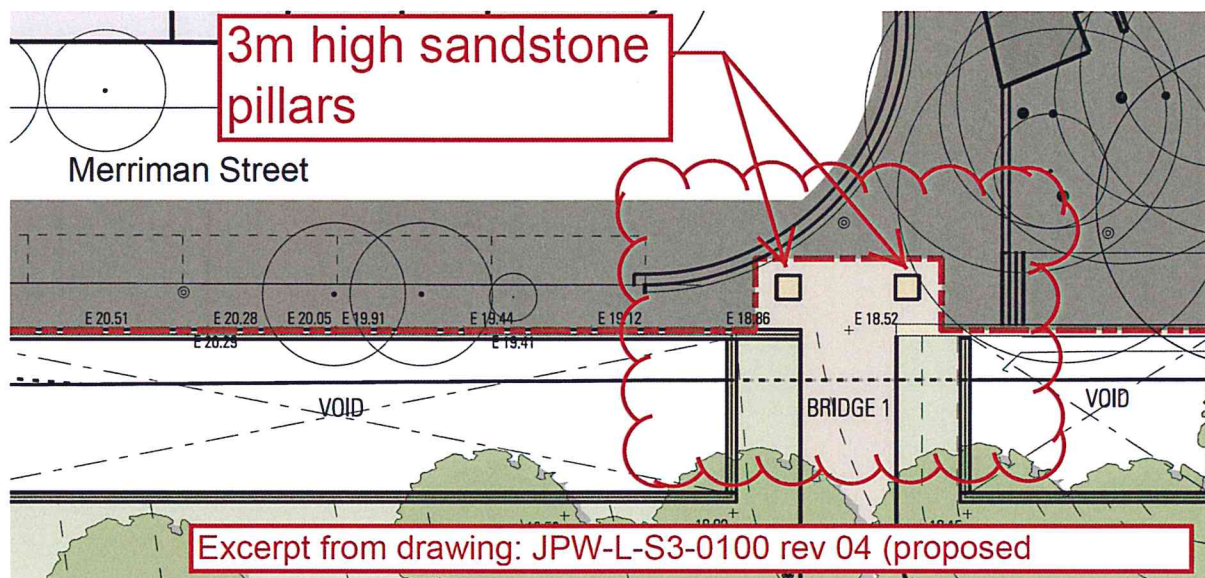 3m high sandstone
pillars
Merriman Street
E 20.51 E 20.28 E 20.05 E 19.91 E 19.44 E 19.12 E 18.86 E 18.52
E 20.29 E 19.41
VOID BRIDGE 1 VOID
Excerpt from drawing: JPW-L-S3-0100 rev 04 (proposed